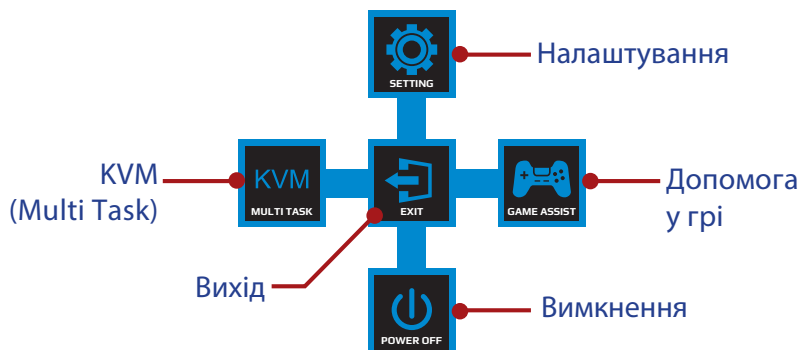 SETTING
Налаштування
KVM
(Multi Task)
KVM
MULTI TASK
EXIT
GAME ASSIST
Допомога
у грі
Вихід
POWER OFF
Вимкнення